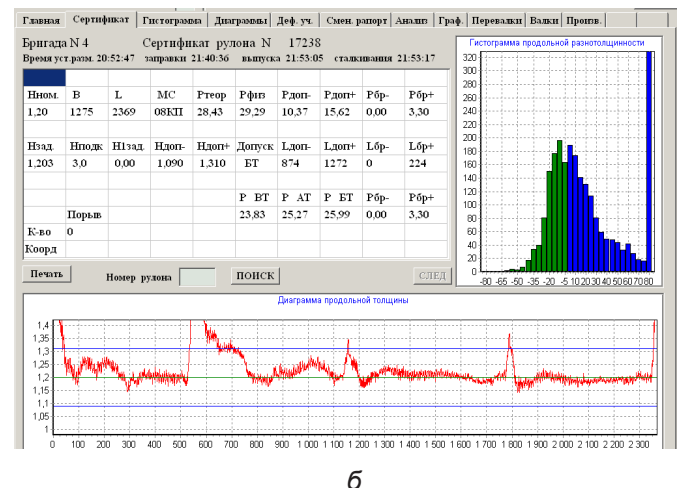 Главная Сертификат Гистограмма Диаграммы Деф. уч. Смен. рапорт Анализ Граф. Перевалки Валки Произв.
Бригада N 4 Сертификат рулона N 17238
Время уст.разм. 20:52:47 заправки 21:40:36 выпуска 21:53:05 сталкивания 21:53:17
Нном. В L МС Ртеор Рфиз Рдоп- Рдоп+ Рбр- Рбр+
1,20 1275 2369 08КП 28,43 29,29 10,37 15,62 0,00 3,30
Нзад. Нподк Н1зад. Ндоп- Ндоп+ Допуск Lдоп- Lдоп+ Lбр- Lбр+
1,203 3,0 0,00 1,090 1,310 БТ 874 1272 0 224
Р ВТ Р АТ Р БТ Рбр- Рбр+
Порыв 23,83 25,27 25,99 0,00 3,30
К-во 0
Коорд
Печать Номер рулона ПОИСК СЛЕД
Гистограмма продольной разнотолщинности
320
300
280
260
240
220
200
180
160
140
120
100
80
60
40
20
0
-80 -65 -50 -35 -20 -5 10 20 30 40 50 60 70 80
Диаграмма продольной толщины
1,4
1,35
1,3
1,25
1,2
1,15
1,1
1,05
1
0 100 200 300 400 500 600 700 800 900 1 000 1 100 1 200 1 300 1 400 1 500 1 600 1 700 1 800 1 900 2 000 2 100 2 200 2 300
б